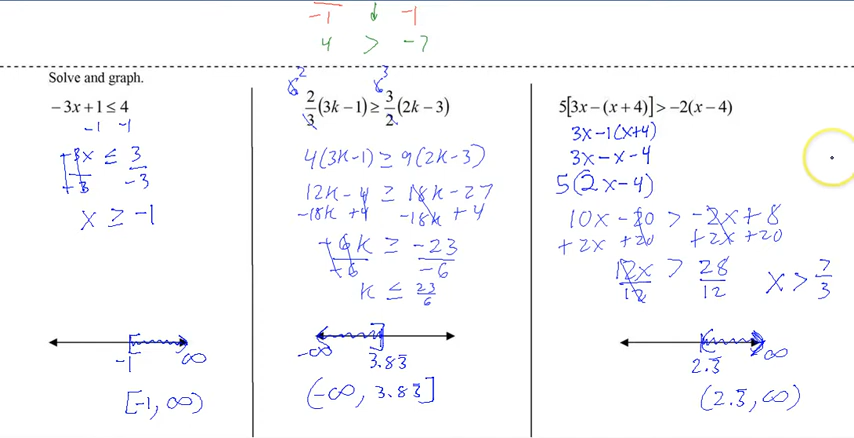 -1 ↓ -1
4 > -7
Solve and graph.
-3x + 1 ≤ 4
-1 -1
-3x ≤ 3
-3 -3
x ≥ -1
-1 ∞
[-1, ∞)
6² 6³
2/3(3k - 1) ≥ 3/2(2k - 3)
4(3k-1) ≥ 9(2k-3)
12k - 4 ≥ 18k - 27
-18k +4 -18k +4
-6k ≥ -23
-6 -6
k ≤ 23/6
-∞ 3.83̄
(-∞, 3.83̄]
5[3x - (x + 4)] > -2(x - 4)
3x - 1(x+4)
3x - x - 4
5(2x - 4)
10x - 20 > -2x + 8
+2x +20 +2x +20
12x > 28
12 12
x > 7/3
2.3̄ ∞
(2.3̄, ∞)